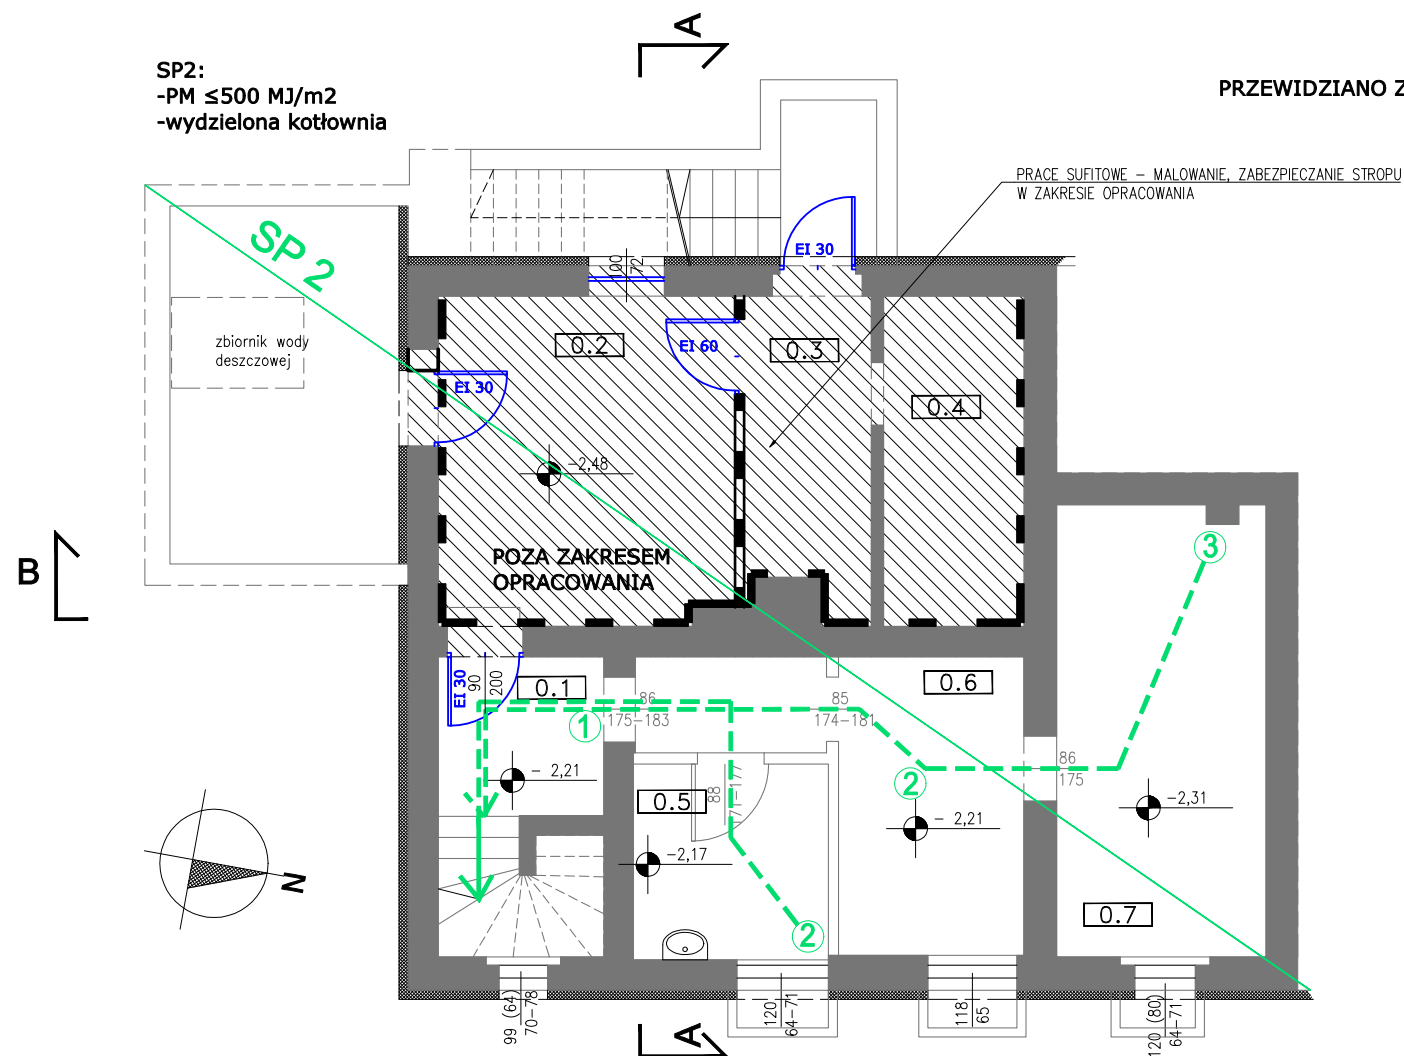 A
SP2:
-PM ≤500 MJ/m2
-wydzielona kotłownia
PRZEWIDZIANO Z
PRACE SUFITOWE – MALOWANIE, ZABEZPIECZANIE STROPU
W ZAKRESIE OPRACOWANIA
SP 2
EI 30
100
72
zbiornik wody
deszczowej
0.2
EI 60
0.3
EI 30
0.4
-2,48
POZA ZAKRESEM
OPRACOWANIA
B
3
EI 30
90
200
0.1
86
175-183
85
174-181
0.6
1
86
175
- 2,21
2
88
0.5
-2,31
- 2,21
-2,17
N
0.7
2
99 (64)
70-78
120
64-71
118
65
120 (80)
64-71
A